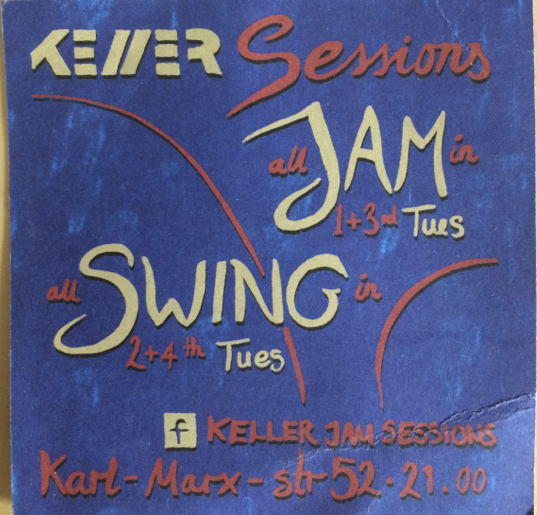 KELLER Sessions
all JAM in
1+3rd Tues
all SWING in
2+4th Tues
f KELLER JAM SESSIONS
Karl-Marx-str 52 · 21.00